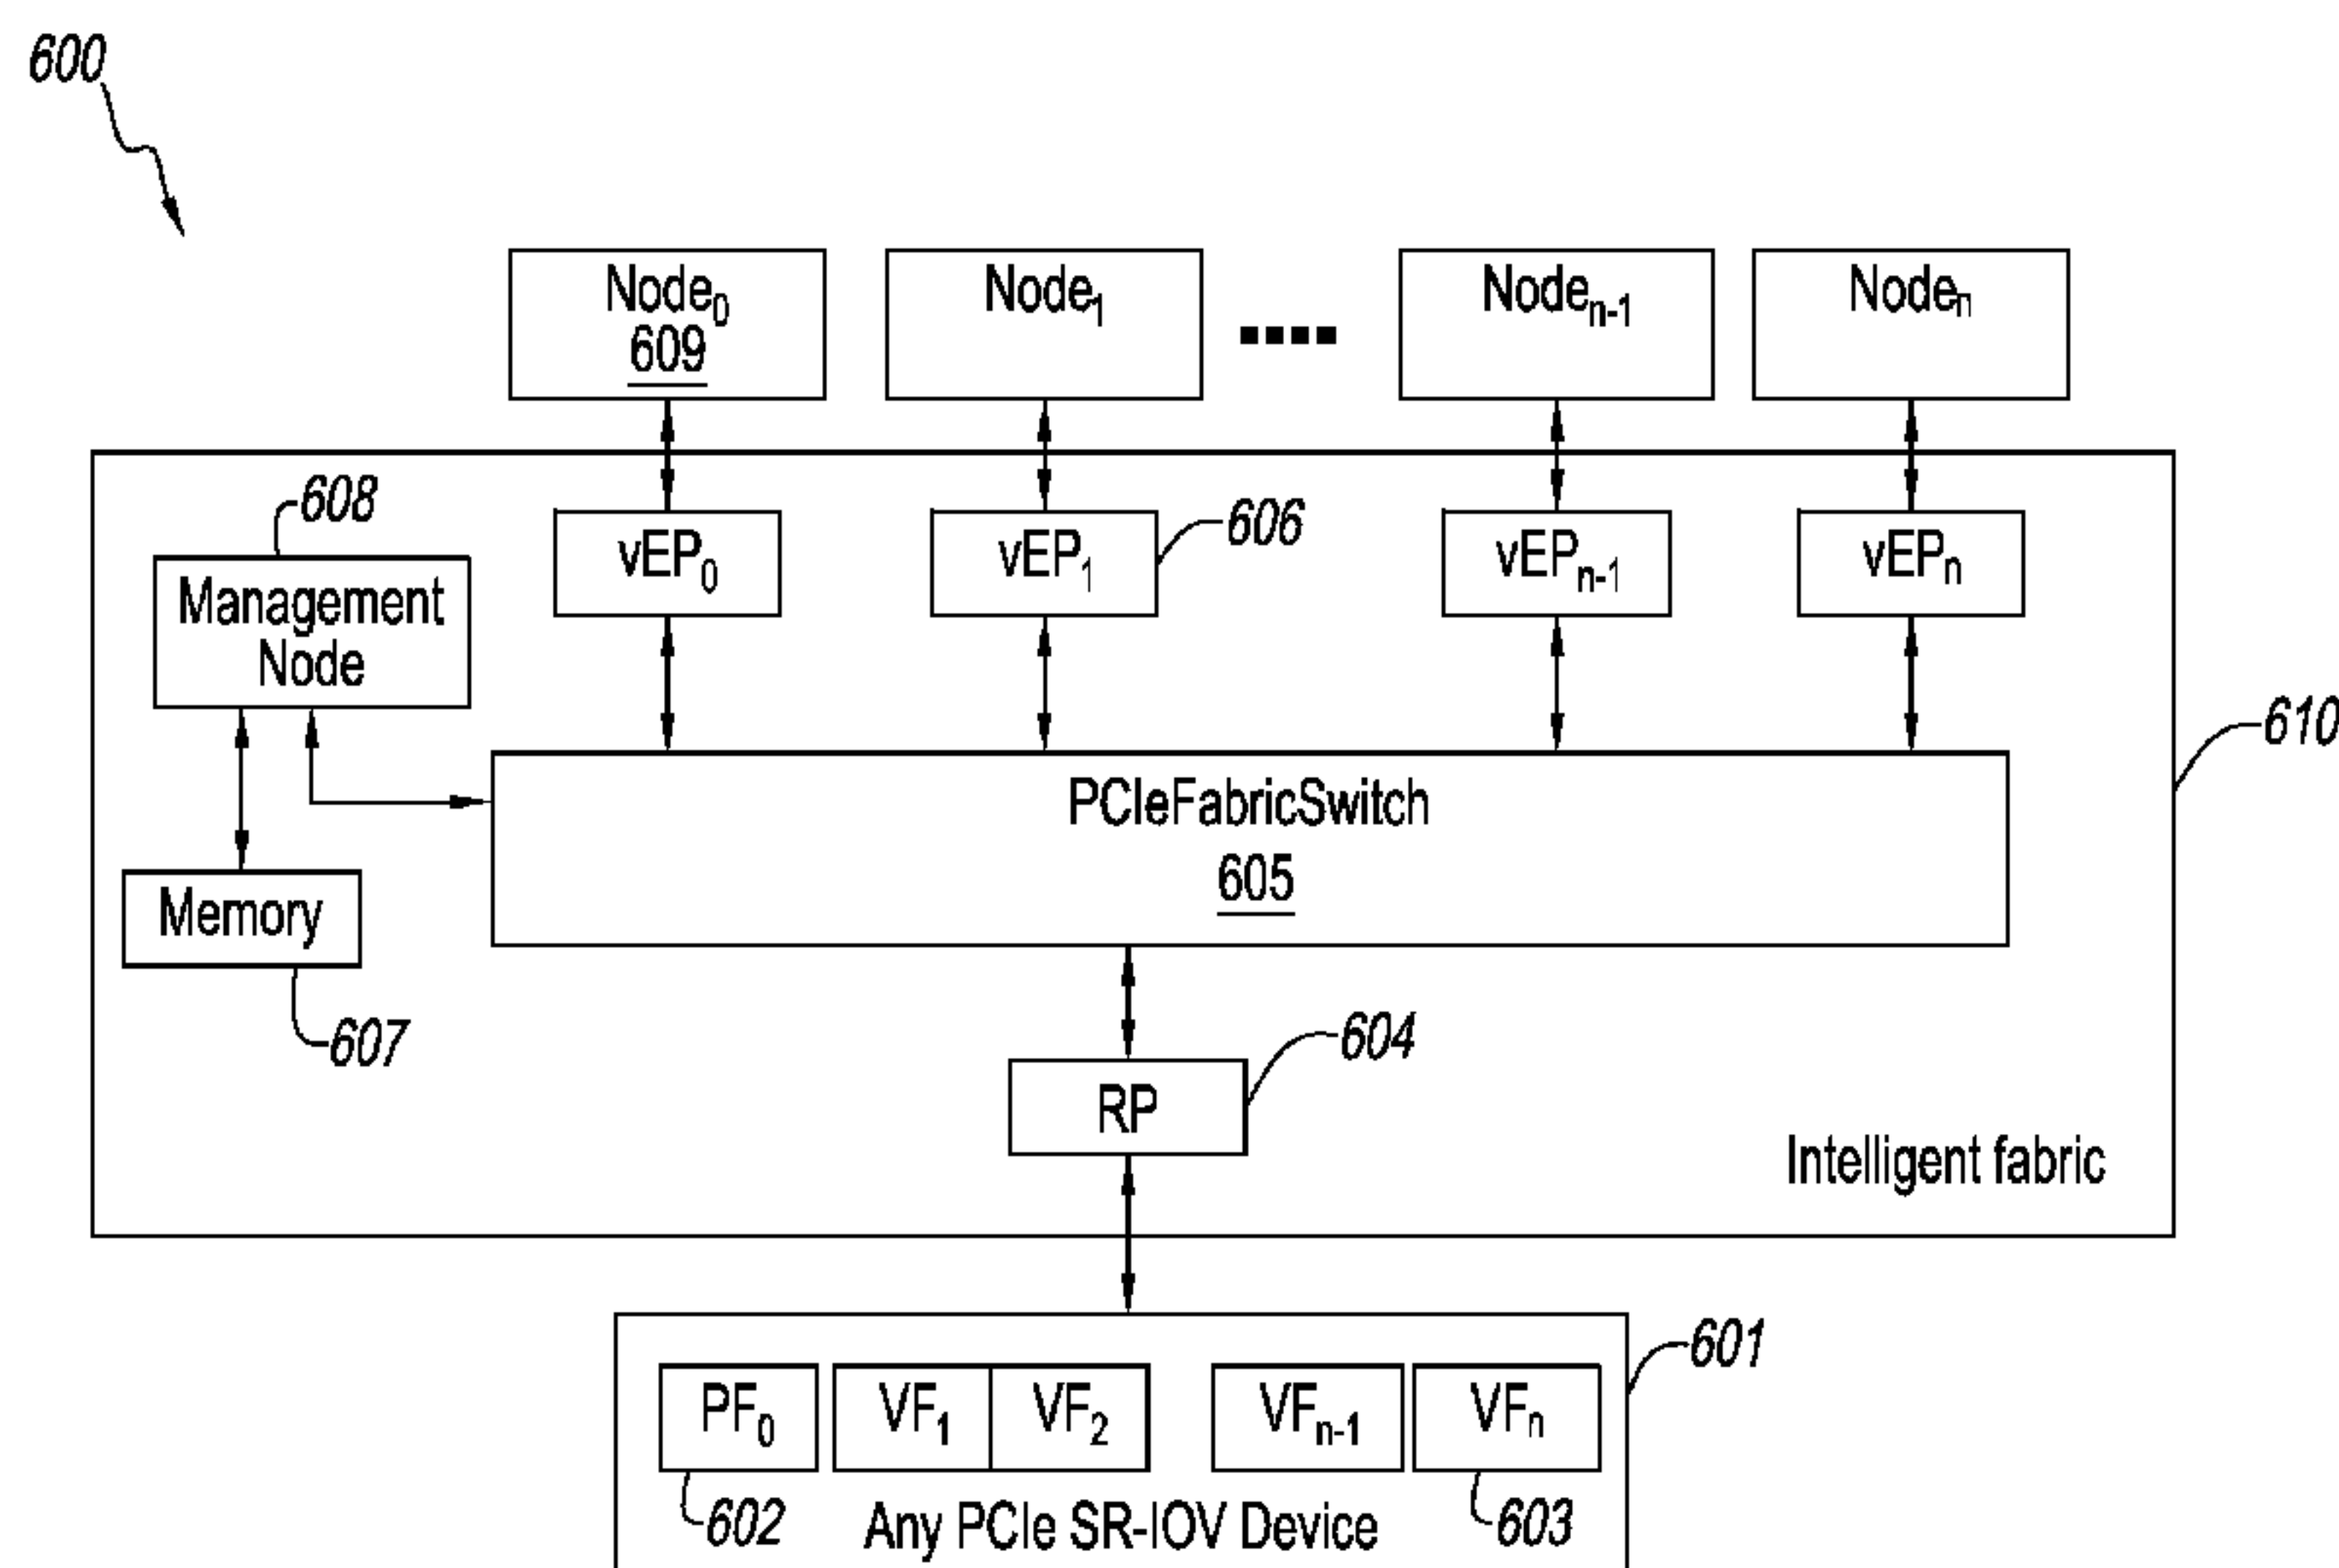 600
Node0
609
Node1
Noden-1
Noden
608
Management
Node
vEP0
vEP1
606
vEPn-1
vEPn
610
PCIeFabricSwitch
605
Memory
607
RP
604
Intelligent fabric
601
PF0
VF1
VF2
VFn-1
VFn
602
Any PCIe SR-IOV Device
603